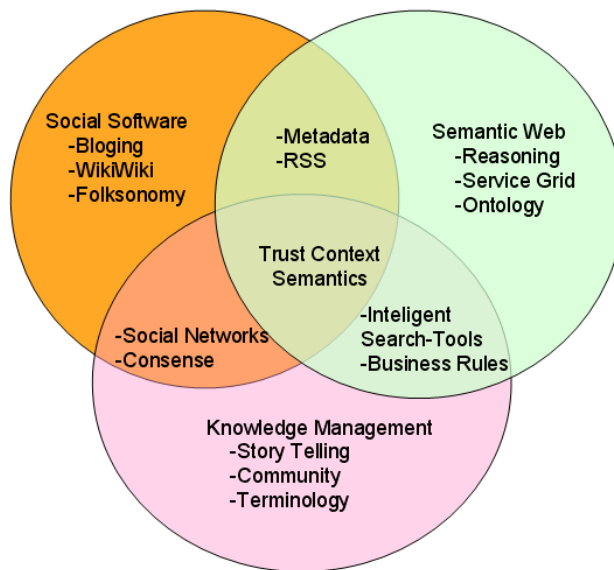 Social Software
-Bloging
-WikiWiki
-Folksonomy
-Metadata
-RSS
Semantic Web
-Reasoning
-Service Grid
-Ontology
Trust Context
Semantics
-Social Networks
-Consense
-Inteligent
Search-Tools
-Business Rules
Knowledge Management
-Story Telling
-Community
-Terminology